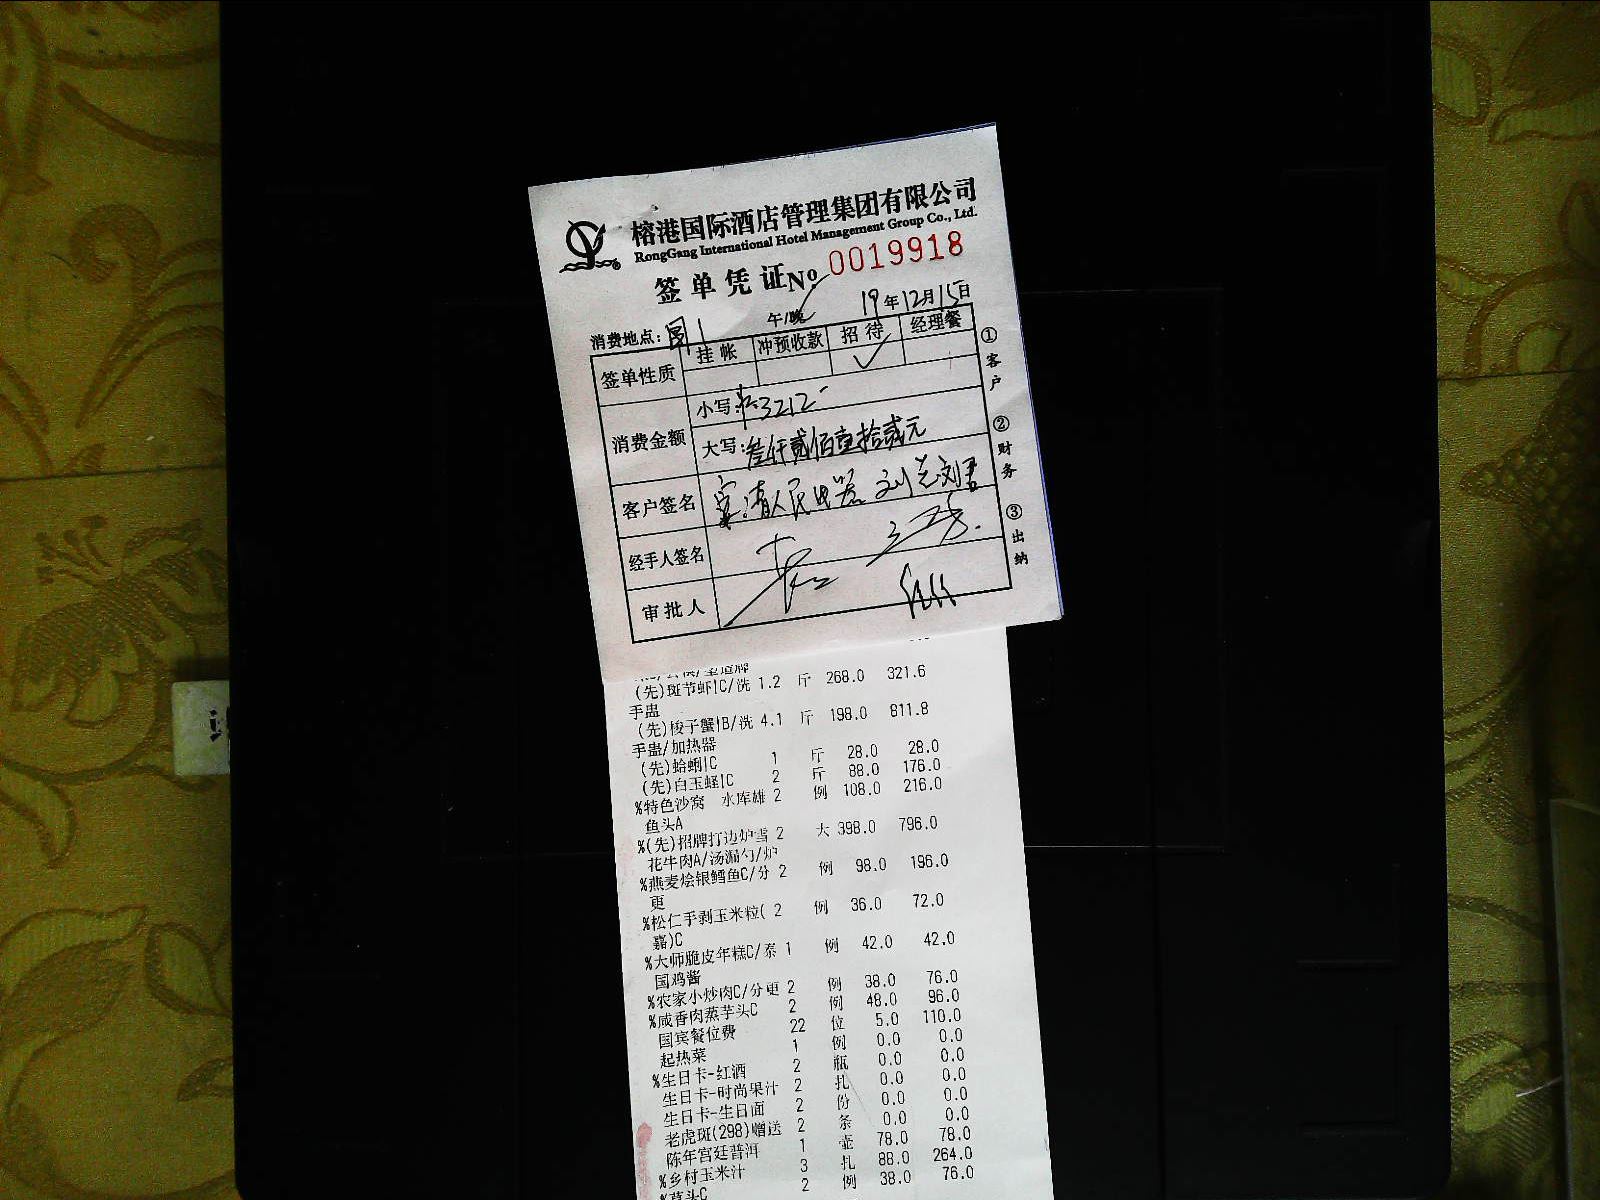 榕港国际酒店管理集团有限公司
RongGang International Hotel Management Group Co., Ltd.
签单凭证 No 0019918
消费地点：国1 午/晚 19年12月15日
签单性质 挂帐 冲预收款 招待 经理餐
✓
消费金额 小写：3212-
大写：叁仟贰佰壹拾贰元
客户签名 宴请人民电器
经手人签名
审批人
①客户
②财务
③出纳
(先)斑节虾IC/洗 1.2 斤 268.0 321.6
手盅
(先)梭子蟹IB/洗 4.1 斤 198.0 811.8
手盅/加热器
(先)蛤蜊IC 1 斤 28.0 28.0
(先)白玉蛏IC 2 斤 88.0 176.0
%特色沙窝 水库雄 2 例 108.0 216.0
鱼头A
%(先)招牌打边炉雪 2 大 398.0 796.0
花牛肉A/汤漏勺/炉
%燕麦烩银鳕鱼C/分 2 例 98.0 196.0
更
%松仁手剥玉米粒( 2 例 36.0 72.0
嘉)C
%大师脆皮年糕C/泰 1 例 42.0 42.0
国鸡酱
%农家小炒肉C/分更 2 例 38.0 76.0
%咸香肉蒸芋头C 2 例 48.0 96.0
国宾餐位费 22 位 5.0 110.0
起热菜 1 例 0.0 0.0
%生日卡-红酒 2 瓶 0.0 0.0
生日卡-时尚果汁 2 扎 0.0 0.0
生日卡-生日面 2 份 0.0 0.0
老虎斑(298)赠送 2 条 0.0 0.0
陈年宫廷普洱 1 壶 78.0 78.0
%乡村玉米汁 3 扎 88.0 264.0
%草头C 2 例 38.0 76.0